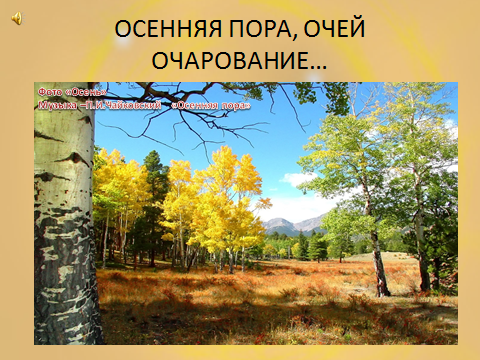 ОСЕННЯЯ ПОРА, ОЧЕЙ
ОЧАРОВАНИЕ…
Фото «Осень»
Музыка –П.И.Чайковский «Осенняя пора»